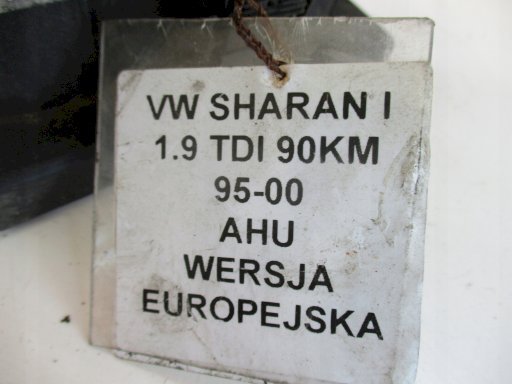 VW SHARAN I
1.9 TDI 90KM
95-00
AHU
WERSJA
EUROPEJSKA